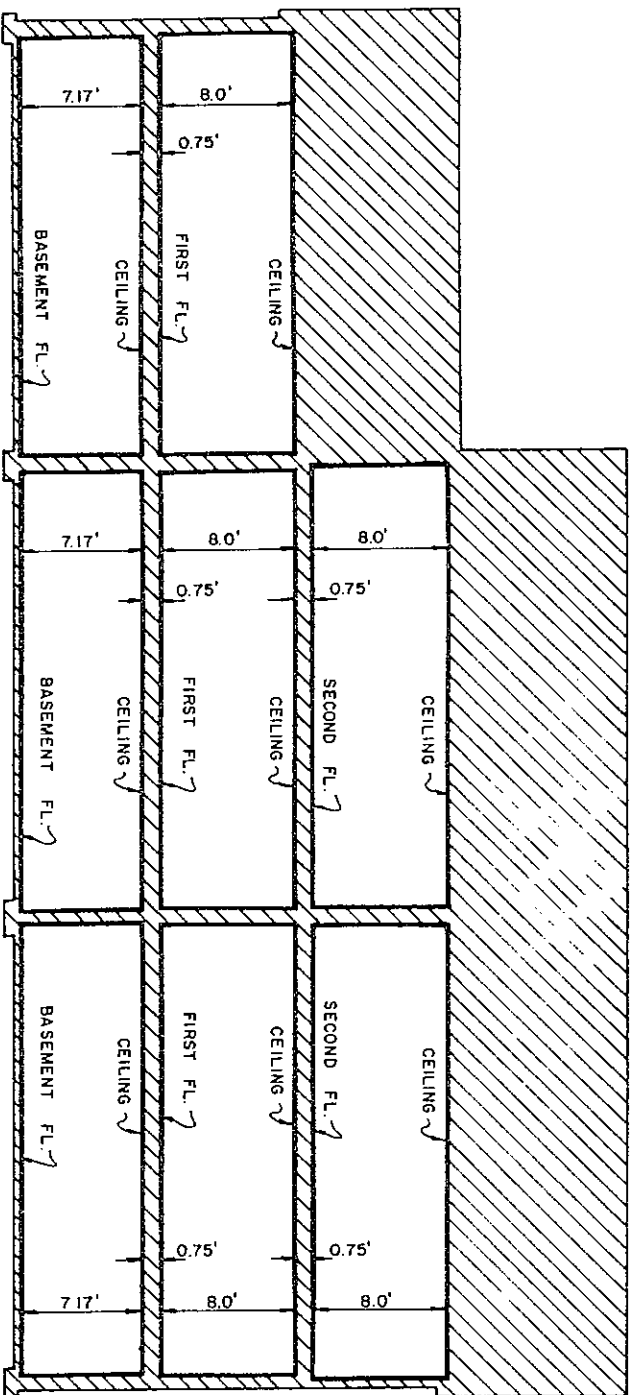 7.17'
8.0'
0.75'
CEILING
FIRST FL.
CEILING
BASEMENT FL.
7.17'
8.0'
8.0'
0.75'
0.75'
CEILING
SECOND FL.
CEILING
FIRST FL.
CEILING
BASEMENT FL.
CEILING
SECOND FL.
CEILING
FIRST FL.
CEILING
BASEMENT FL.
0.75'
0.75'
7.17'
8.0'
8.0'